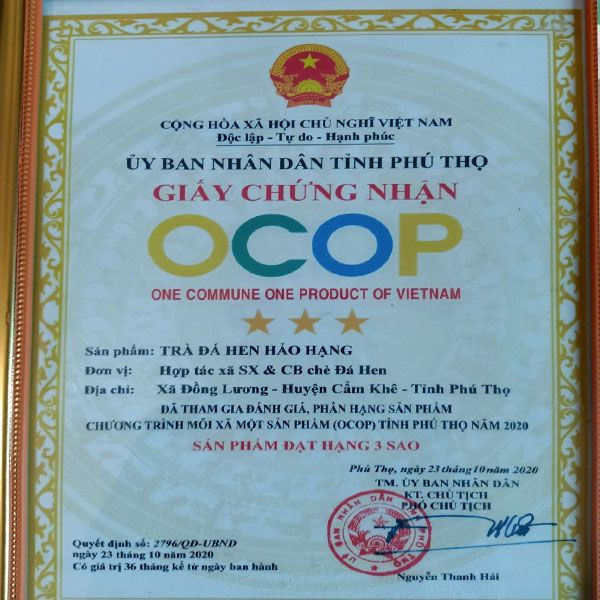 CỘNG HÒA XÃ HỘI CHỦ NGHĨ VIỆT NAM
Độc lập - Tự do - Hạnh phúc
ỦY BAN NHÂN DÂN TỈNH PHÚ THỌ
GIẤY CHỨNG NHẬN
OCOP
ONE COMMUNE ONE PRODUCT OF VIETNAM
Sản phẩm: TRÀ ĐÁ HEN HẢO HẠNG
Đơn vị: Hợp tác xã SX & CB chè Đá Hen
Địa chỉ: Xã Đồng Lương - Huyện Cẩm Khê - Tỉnh Phú Thọ
ĐÃ THAM GIA ĐÁNH GIÁ, PHÂN HẠNG SẢN PHẨM
CHƯƠNG TRÌNH MỖI XÃ MỘT SẢN PHẨM (OCOP) TỈNH PHÚ THỌ NĂM 2020
SẢN PHẨM ĐẠT HẠNG 3 SAO
Phú Thọ, ngày 23 tháng 10 năm 2020
TM. ỦY BAN NHÂN DÂN
KT. CHỦ TỊCH
PHÓ CHỦ TỊCH
Quyết định số: 2796/QĐ-UBND
ngày 23 tháng 10 năm 2020
Có giá trị 36 tháng kể từ ngày ban hành
Nguyễn Thanh Hải